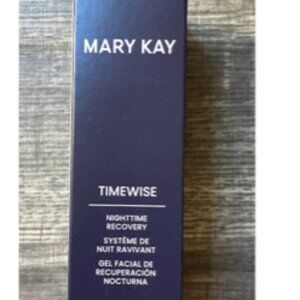 MARY KAY
TIMEWISE
NIGHTTIME
RECOVERY
SYSTÈME DE
NUIT RAVIVANT
GEL FACIAL DE
RECUPERACIÓN
NOCTURNA